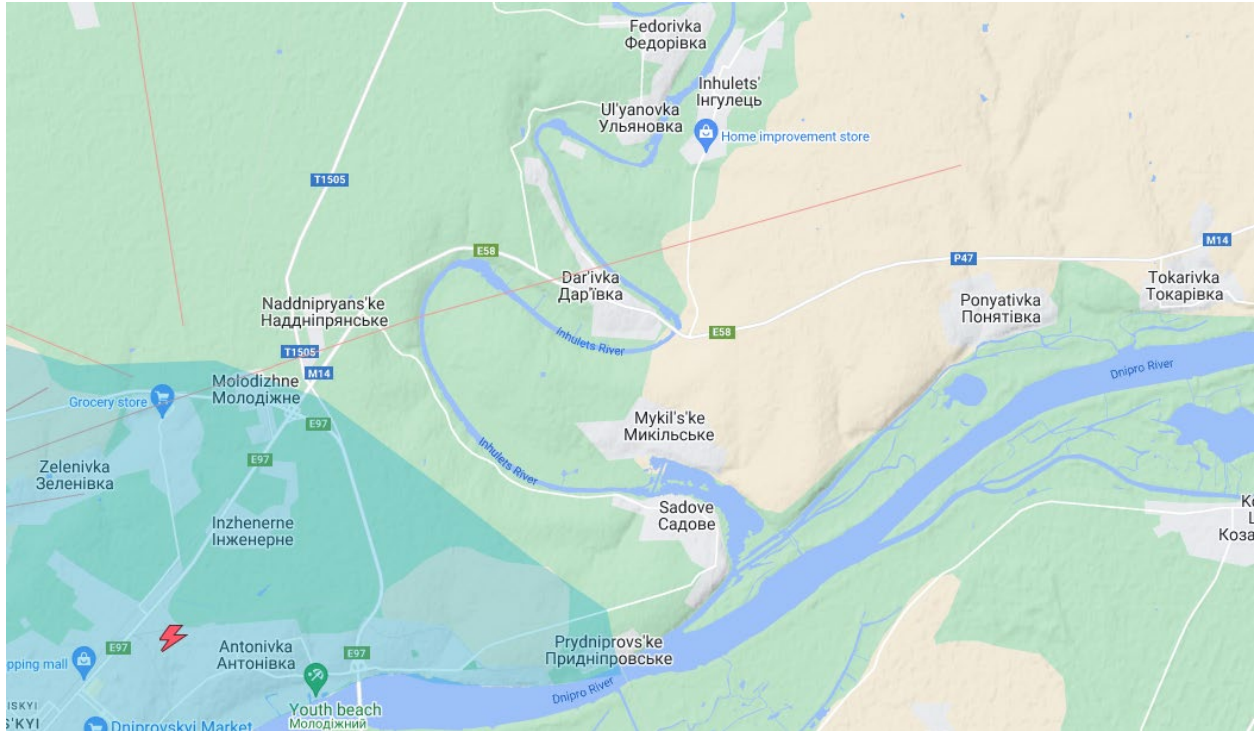 Fedorivka
Федорівка
Inhulets'
Інгулець
Ul'yanovka
Ульяновка
Home improvement store
T1505
E58
M14
P47
Dar'ivka
Дар'ївка
Tokarivka
Токарівка
Ponyativka
Понятівка
Naddnipryans'ke
Наддніпрянське
E58
Inhulets River
T1505
M14
Dnipro River
Molodizhne
Молодіжне
Grocery store
Mykil's'ke
Микільське
E97
Inhulets River
E97
Zelenivka
Зеленівка
Sadove
Садове
Inzhenerne
Інженерне
Коза
Antonivka
Антонівка
E97
E97
Prydniprovs'ke
Придніпровське
pping mall
Dnipro River
Youth beach
Молодіжний
ISKYI
S'KYI
Dniprovskyi Market